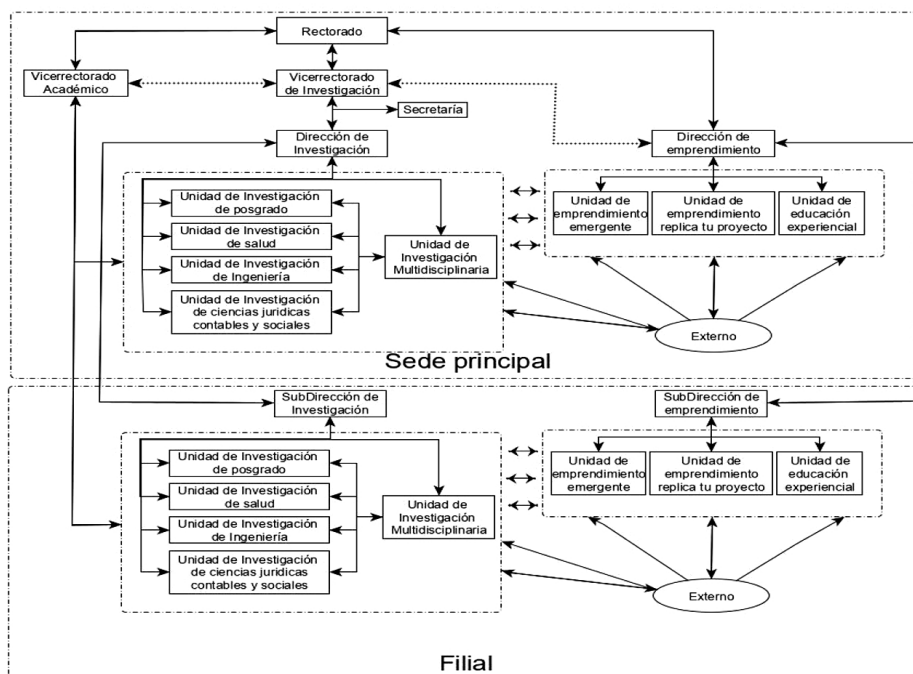 Rectorado
Vicerrectorado
Académico
Vicerrectorado
de Investigación
Secretaría
Dirección de
Investigación
Dirección de
emprendimiento
Unidad de Investigación
de posgrado
Unidad de Investigación
de salud
Unidad de Investigación
de Ingeniería
Unidad de Investigación
de ciencias juridicas
contables y sociales
Unidad de
Investigación
Multidisciplinaria
Unidad de
emprendimiento
emergente
Unidad de
emprendimiento
replica tu proyecto
Unidad de
educación
experiencial
Externo
Sede principal
SubDirección de
Investigación
SubDirección de
emprendimiento
Unidad de Investigación
de posgrado
Unidad de Investigación
de salud
Unidad de Investigación
de Ingeniería
Unidad de Investigación
de ciencias juridicas
contables y sociales
Unidad de
Investigación
Multidisciplinaria
Unidad de
emprendimiento
emergente
Unidad de
emprendimiento
replica tu proyecto
Unidad de
educación
experiencial
Externo
Filial